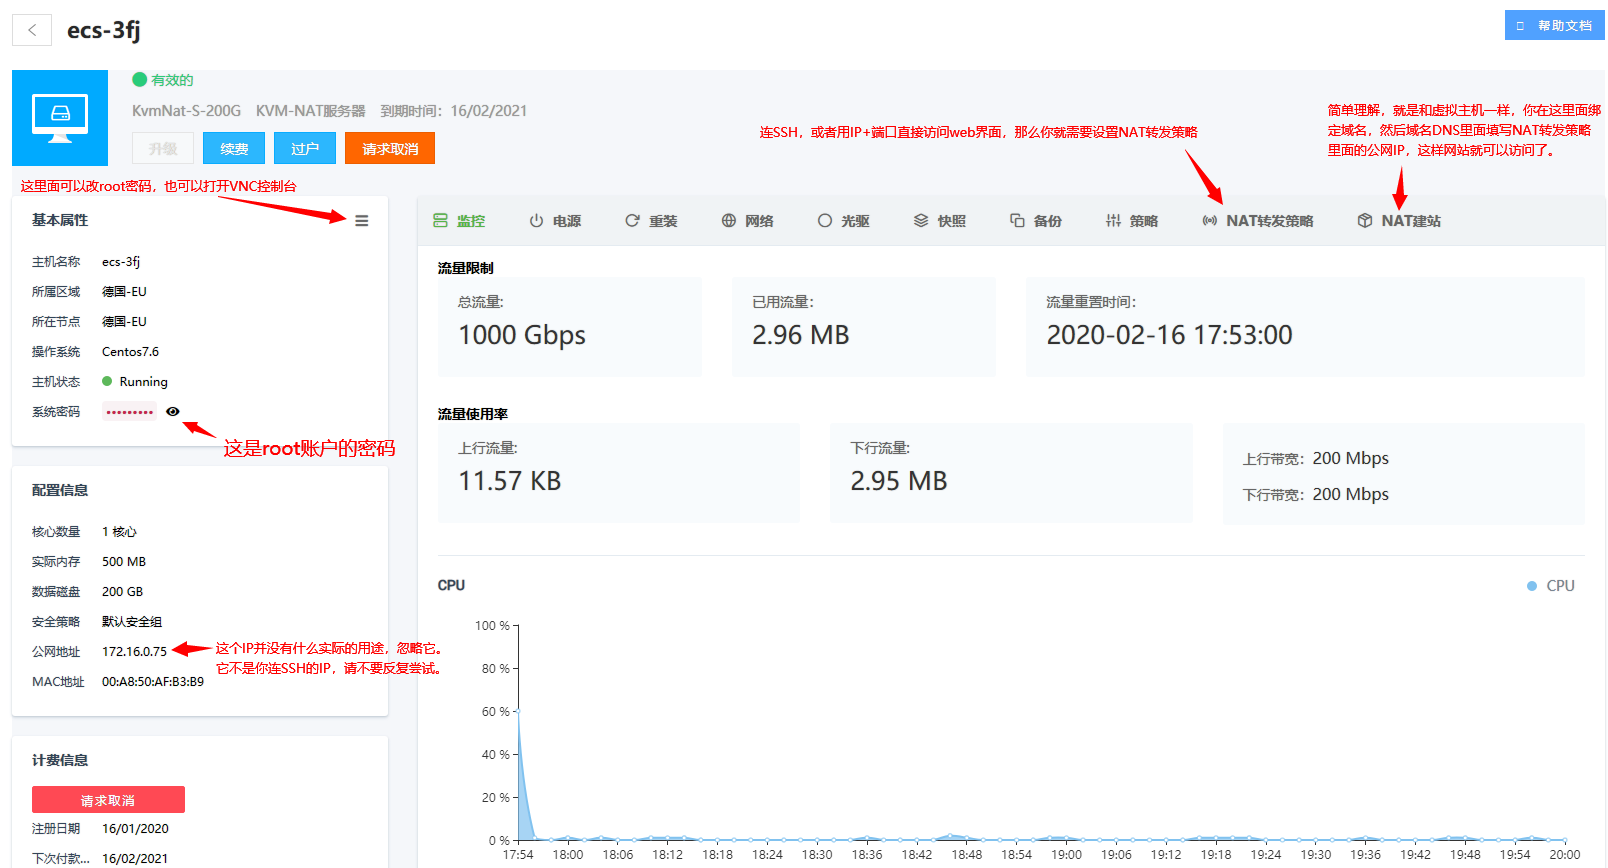 ecs-3fj
帮助文档
有效的
KvmNat-S-200G KVM-NAT服务器 到期时间：16/02/2021
升级 续费 过户 请求取消
连SSH，或者用IP+端口直接访问web界面，那么你就需要设置NAT转发策略
简单理解，就是和虚拟主机一样，你在这里面绑
定域名，然后域名DNS里面填写NAT转发策略
里面的公网IP，这样网站就可以访问了。
这里面可以改root密码，也可以打开VNC控制台
基本属性
主机名称 ecs-3fj
所属区域 德国-EU
所在节点 德国-EU
操作系统 Centos7.6
主机状态 Running
系统密码 •••••••••
这是root账户的密码
配置信息
核心数量 1 核心
实际内存 500 MB
数据磁盘 200 GB
安全策略 默认安全组
公网地址 172.16.0.75
MAC地址 00:A8:50:AF:B3:B9
这个IP并没有什么实际的用途，忽略它。
它不是你连SSH的IP，请不要反复尝试。
计费信息
请求取消
注册日期 16/01/2020
下次付款... 16/02/2021
监控 电源 重装 网络 光驱 快照 备份 策略 NAT转发策略 NAT建站
流量限制
总流量:
1000 Gbps
已用流量:
2.96 MB
流量重置时间:
2020-02-16 17:53:00
流量使用率
上行流量:
11.57 KB
下行流量:
2.95 MB
上行带宽: 200 Mbps
下行带宽: 200 Mbps
CPU
CPU
100 %
80 %
60 %
40 %
20 %
0 %
17:54 18:00 18:06 18:12 18:18 18:24 18:30 18:36 18:42 18:48 18:54 19:00 19:06 19:12 19:18 19:24 19:30 19:36 19:42 19:48 19:54 20:00